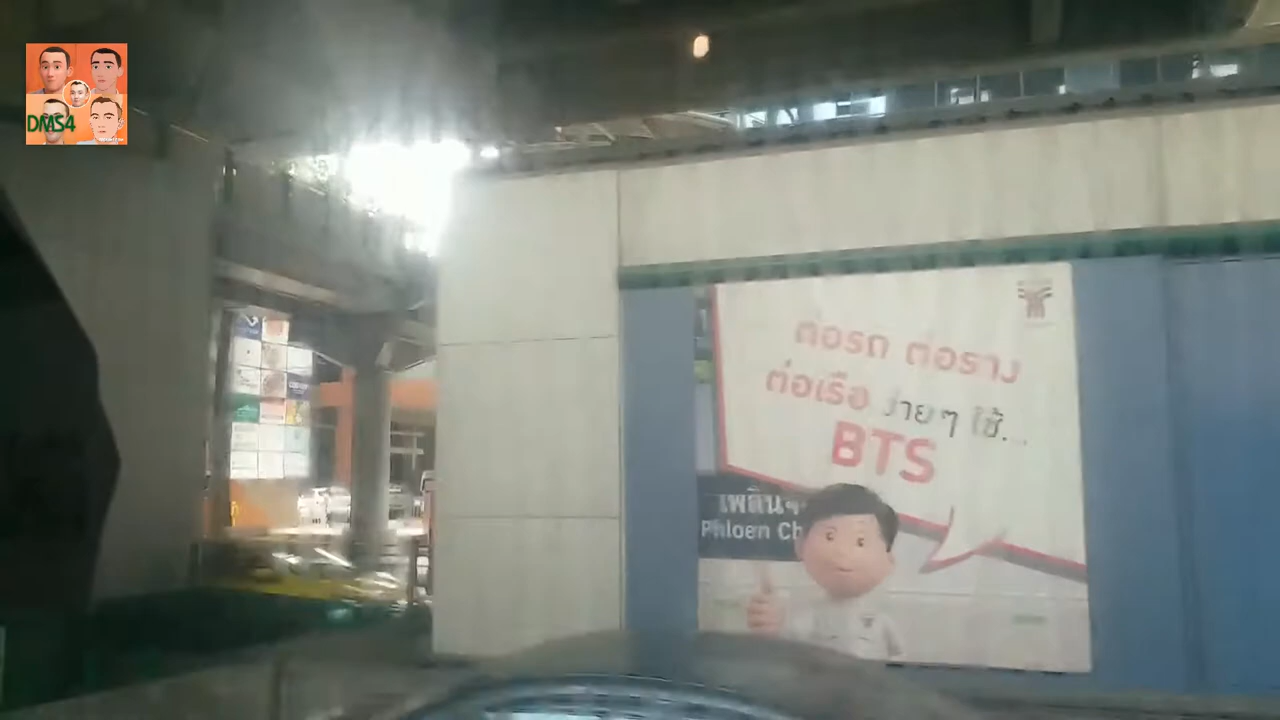 DMS4
ต่อรถ ต่อราง
ต่อเรือ ง่ายๆ ใช้...
BTS
เพลินจิ
Phloen Ch